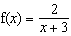 f(x) = 2/(x + 3)